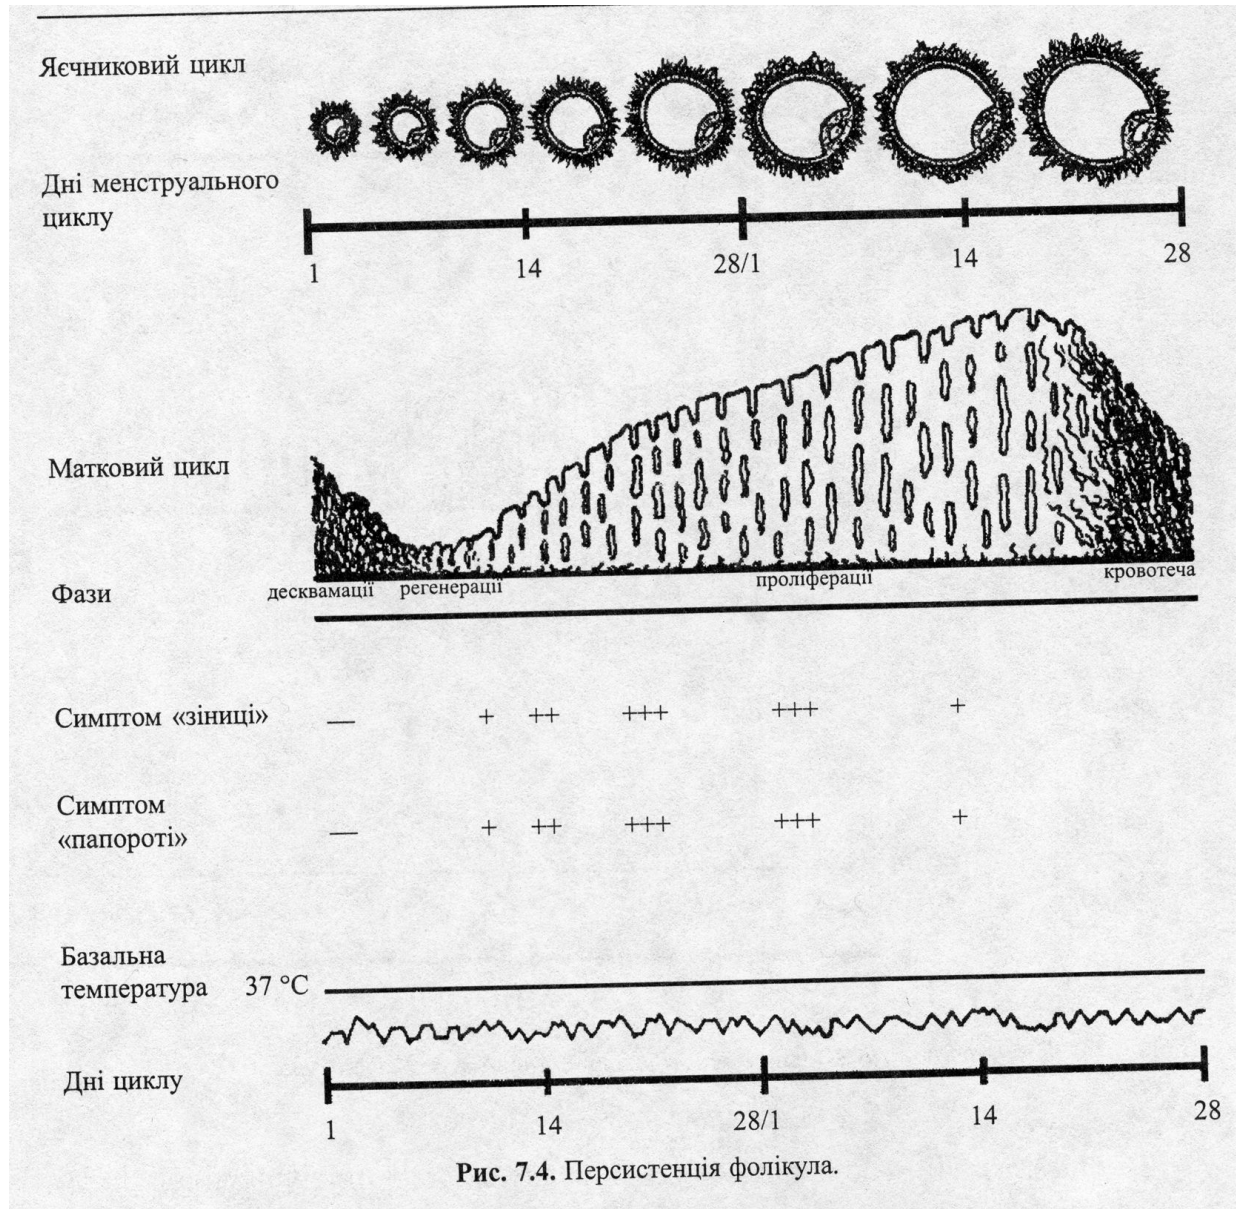 Яєчниковий цикл
Дні менструального
циклу
1 14 28/1 14 28
Матковий цикл
Фази
десквамації регенерації проліферації кровотеча
Симптом «зіниці» — + ++ +++ +++ +
Симптом
«папороті» — + ++ +++ +++ +
Базальна
температура 37 °C
Дні циклу
1 14 28/1 14 28
Рис. 7.4. Персистенція фолікула.